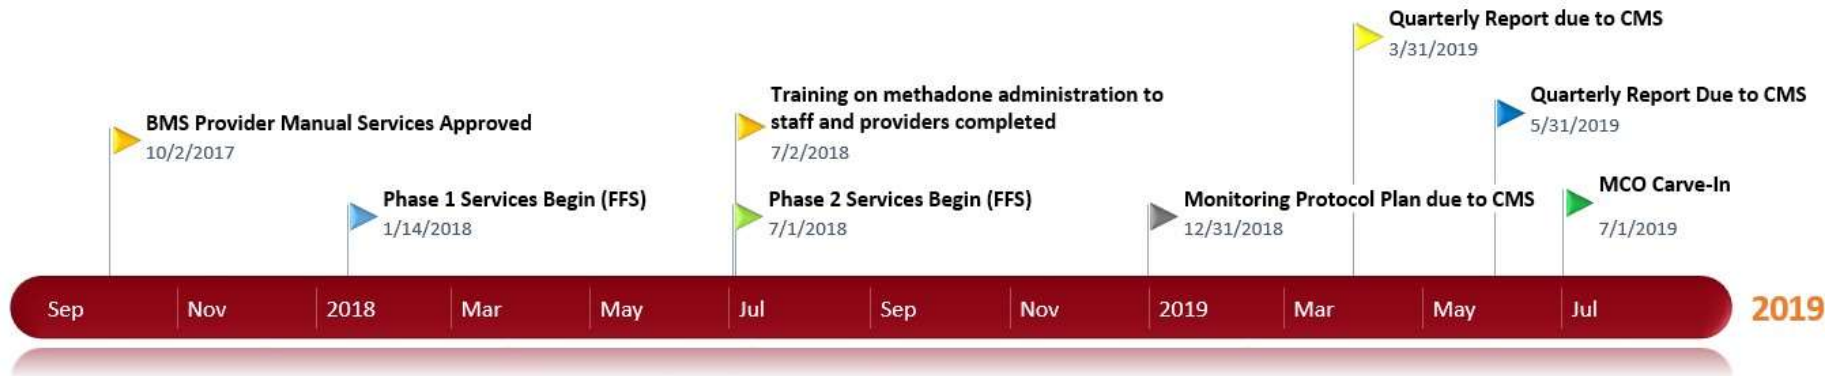 Quarterly Report due to CMS
3/31/2019
Training on methadone administration to
staff and providers completed
7/2/2018
Quarterly Report Due to CMS
5/31/2019
BMS Provider Manual Services Approved
10/2/2017
Phase 1 Services Begin (FFS)
1/14/2018
Phase 2 Services Begin (FFS)
7/1/2018
Monitoring Protocol Plan due to CMS
12/31/2018
MCO Carve-In
7/1/2019
Sep Nov 2018 Mar May Jul Sep Nov 2019 Mar May Jul 2019